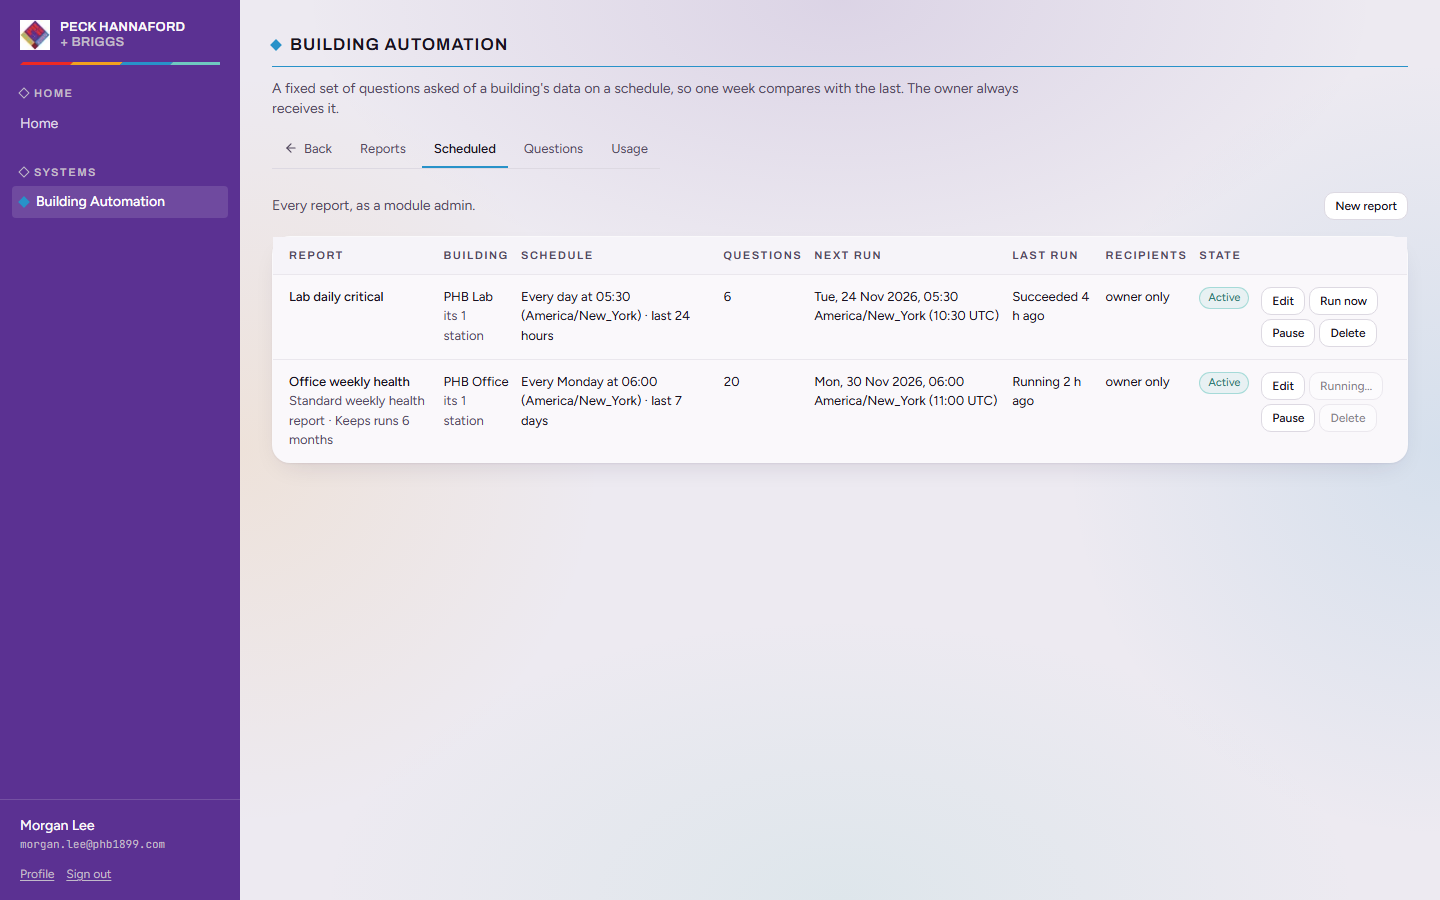 PECK HANNAFORD
+ BRIGGS
HOME
Home
SYSTEMS
Building Automation
Morgan Lee
morgan.lee@phb1899.com
Profile Sign out
BUILDING AUTOMATION
A fixed set of questions asked of a building's data on a schedule, so one week compares with the last. The owner always
receives it.
← Back Reports Scheduled Questions Usage
Every report, as a module admin.
New report
REPORT BUILDING SCHEDULE QUESTIONS NEXT RUN LAST RUN RECIPIENTS STATE
Lab daily critical
PHB Lab
its 1
station
Every day at 05:30
(America/New_York) · last 24
hours
6
Tue, 24 Nov 2026, 05:30
America/New_York (10:30 UTC)
Succeeded 4
h ago
owner only
Active
Edit Run now
Pause Delete
Office weekly health
Standard weekly health
report · Keeps runs 6
months
PHB Office
its 1
station
Every Monday at 06:00
(America/New_York) · last 7
days
20
Mon, 30 Nov 2026, 06:00
America/New_York (11:00 UTC)
Running 2 h
ago
owner only
Active
Edit Running...
Pause Delete